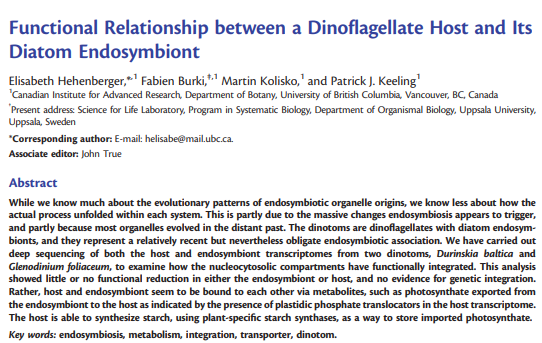 Functional Relationship between a Dinoflagellate Host and Its
Diatom Endosymbiont
Elisabeth Hehenberger,*,1 Fabien Burki,†,1 Martin Kolisko,1 and Patrick J. Keeling1
1Canadian Institute for Advanced Research, Department of Botany, University of British Columbia, Vancouver, BC, Canada
†Present address: Science for Life Laboratory, Program in Systematic Biology, Department of Organismal Biology, Uppsala University,
Uppsala, Sweden
*Corresponding author: E-mail: helisabe@mail.ubc.ca.
Associate editor: John True
Abstract
While we know much about the evolutionary patterns of endosymbiotic organelle origins, we know less about how the
actual process unfolded within each system. This is partly due to the massive changes endosymbiosis appears to trigger,
and partly because most organelles evolved in the distant past. The dinotoms are dinoflagellates with diatom endosym-
bionts, and they represent a relatively recent but nevertheless obligate endosymbiotic association. We have carried out
deep sequencing of both the host and endosymbiont transcriptomes from two dinotoms, Durinskia baltica and
Glenodinium foliaceum, to examine how the nucleocytosolic compartments have functionally integrated. This analysis
showed little or no functional reduction in either the endosymbiont or host, and no evidence for genetic integration.
Rather, host and endosymbiont seem to be bound to each other via metabolites, such as photosynthate exported from
the endosymbiont to the host as indicated by the presence of plastidic phosphate translocators in the host transcriptome.
The host is able to synthesize starch, using plant-specific starch synthases, as a way to store imported photosynthate.
Key words: endosymbiosis, metabolism, integration, transporter, dinotom.